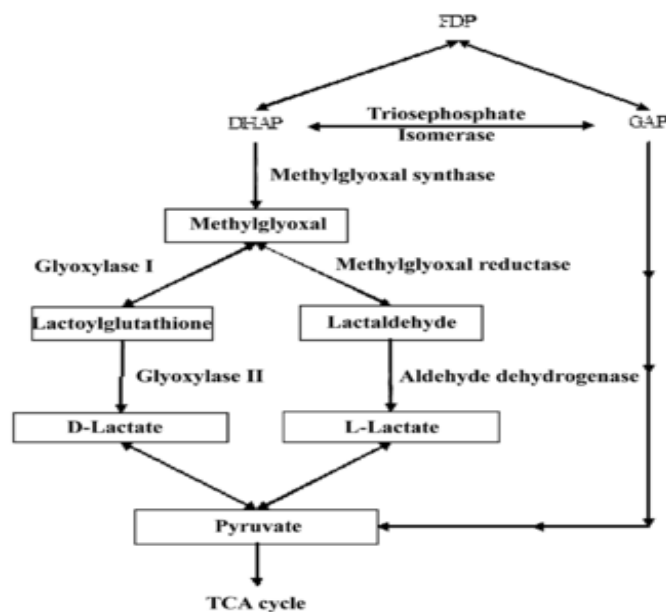 FDP
DHAP
Triosephosphate
Isomerase
GAP
Methylglyoxal synthase
Methylglyoxal
Glyoxylase I
Methylglyoxal reductase
Lactoylglutathione
Lactaldehyde
Glyoxylase II
Aldehyde dehydrogenase
D-Lactate
L-Lactate
Pyruvate
TCA cycle